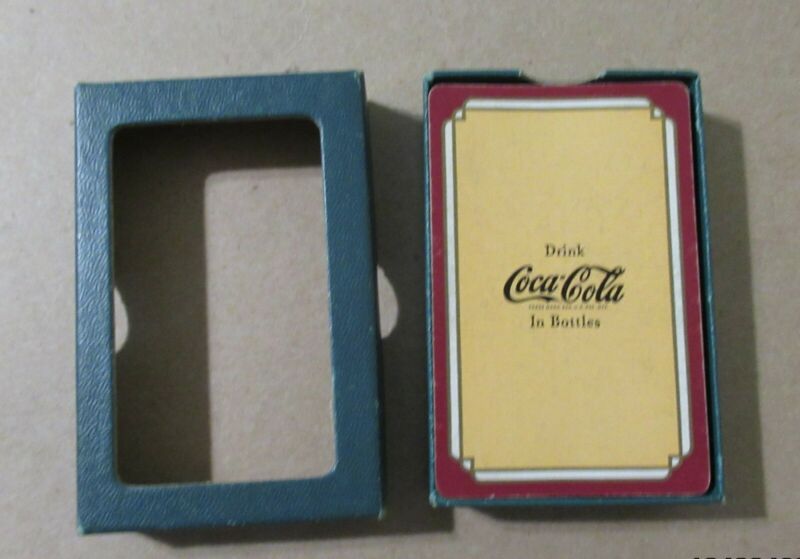 Drink
Coca-Cola
In Bottles